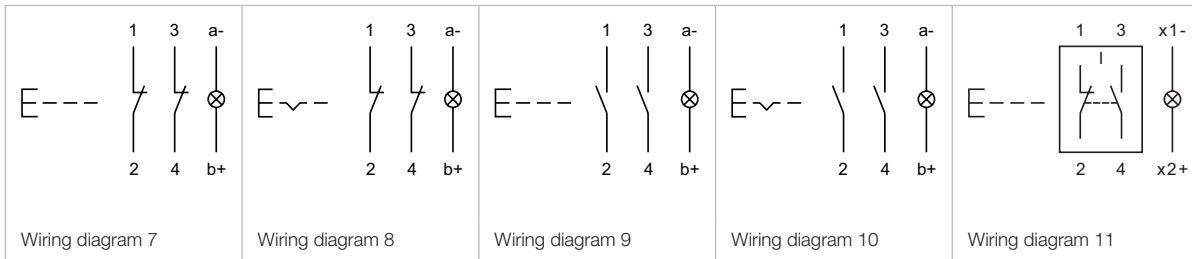 1 3 a-
2 4 b+
Wiring diagram 7
1 3 a-
2 4 b+
Wiring diagram 8
1 3 a-
2 4 b+
Wiring diagram 9
1 3 a-
2 4 b+
Wiring diagram 10
1 3 x1-
2 4 x2+
Wiring diagram 11